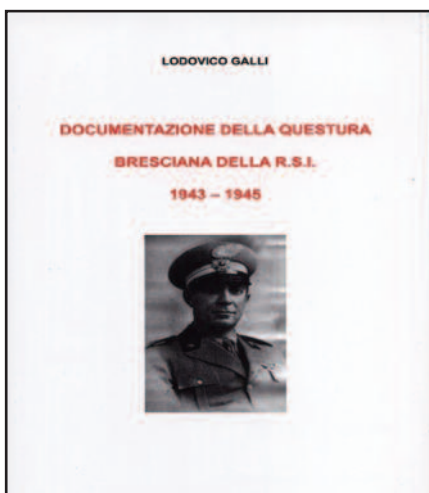 LODOVICO GALLI
DOCUMENTAZIONE DELLA QUESTURA
BRESCIANA DELLA R.S.I.
1943 – 1945